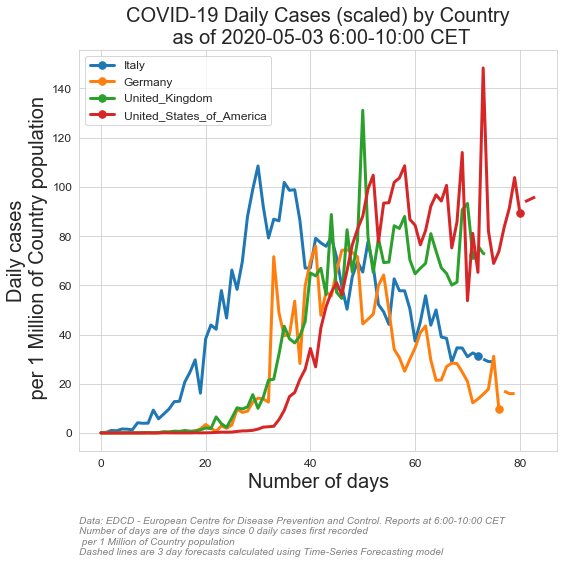 COVID-19 Daily Cases (scaled) by Country
as of 2020-05-03 6:00-10:00 CET
Italy
Germany
United_Kingdom
United_States_of_America
Daily cases
per 1 Million of Country population
140
120
100
80
60
40
20
0
0 20 40 60 80
Number of days
Data: EDCD - European Centre for Disease Prevention and Control. Reports at 6:00-10:00 CET
Number of days are of the days since 0 daily cases first recorded
per 1 Million of Country population
Dashed lines are 3 day forecasts calculated using Time-Series Forecasting model